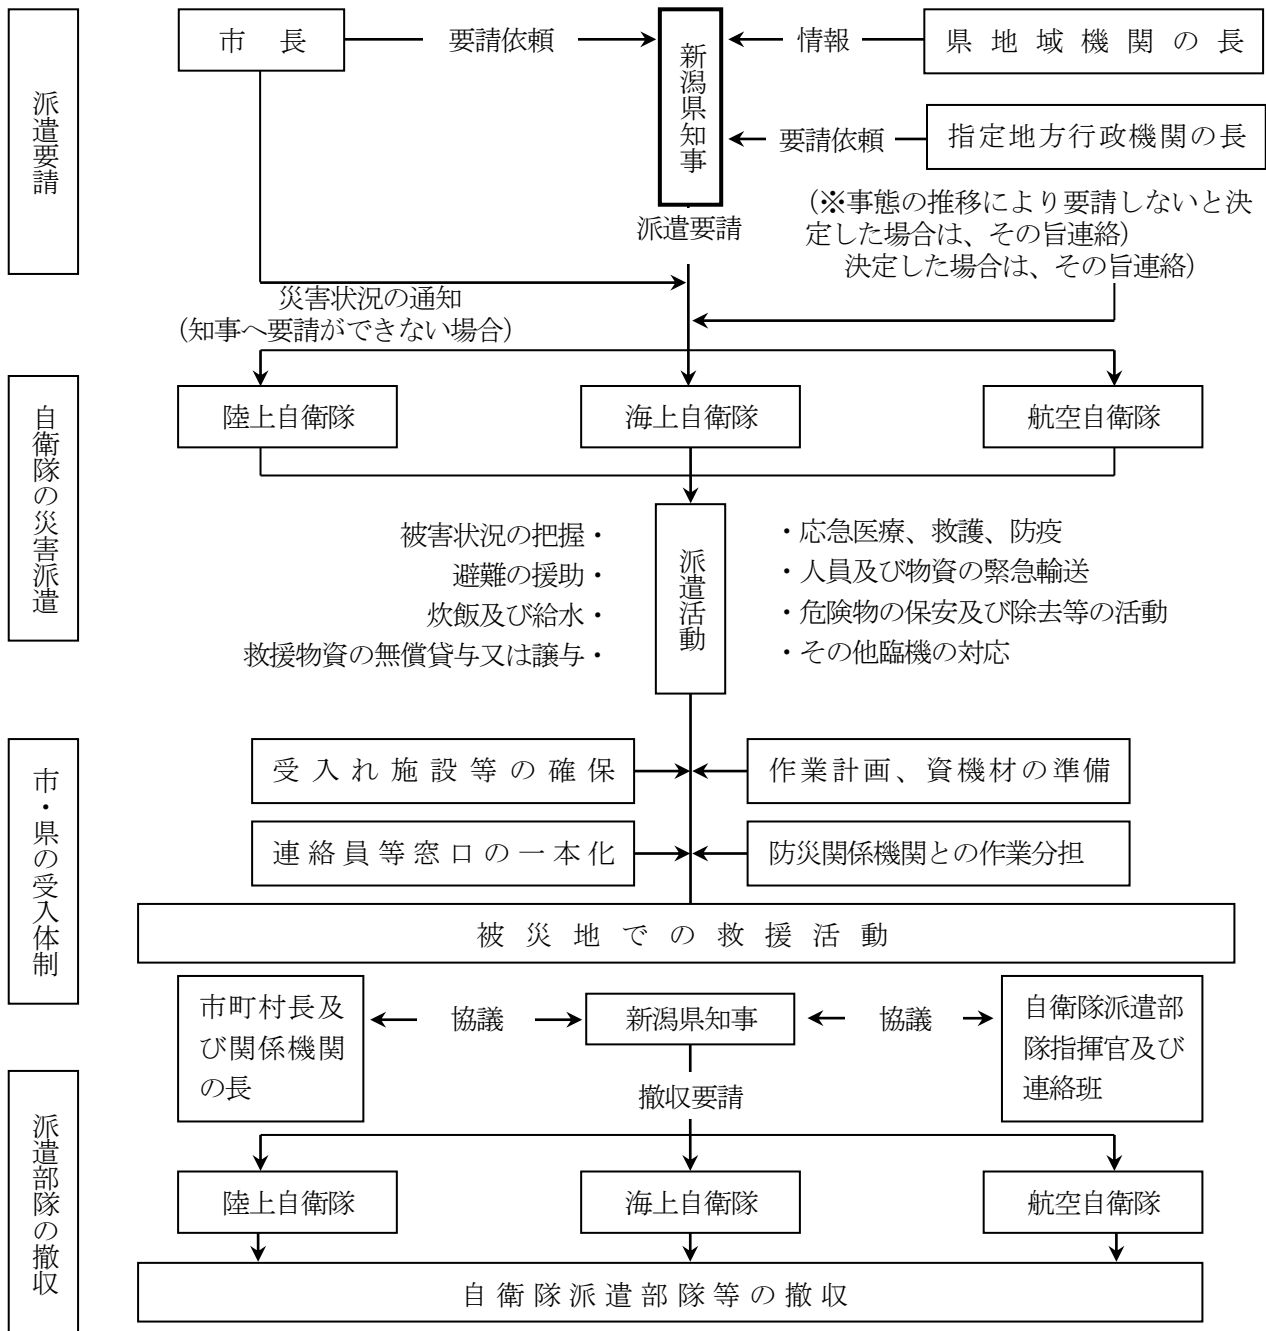 派遣要請
市長
要請依頼
新潟県知事
情報
県地域機関の長
要請依頼
指定地方行政機関の長
派遣要請
(※事態の推移により要請しないと決
定した場合は、その旨連絡)
決定した場合は、その旨連絡)
災害状況の通知
(知事へ要請ができない場合)
自衛隊の災害派遣
陸上自衛隊
海上自衛隊
航空自衛隊
被害状況の把握・
避難の援助・
炊飯及び給水・
救援物資の無償貸与又は譲与・
派遣活動
・応急医療、救護、防疫
・人員及び物資の緊急輸送
・危険物の保安及び除去等の活動
・その他臨機の対応
市・県の受入体制
受入れ施設等の確保
作業計画、資機材の準備
連絡員等窓口の一本化
防災関係機関との作業分担
被災地での救援活動
市町村長及
び関係機関
の長
協議
新潟県知事
協議
自衛隊派遣部
隊指揮官及び
連絡班
派遣部隊の撤収
撤収要請
陸上自衛隊
海上自衛隊
航空自衛隊
自衛隊派遣部隊等の撤収